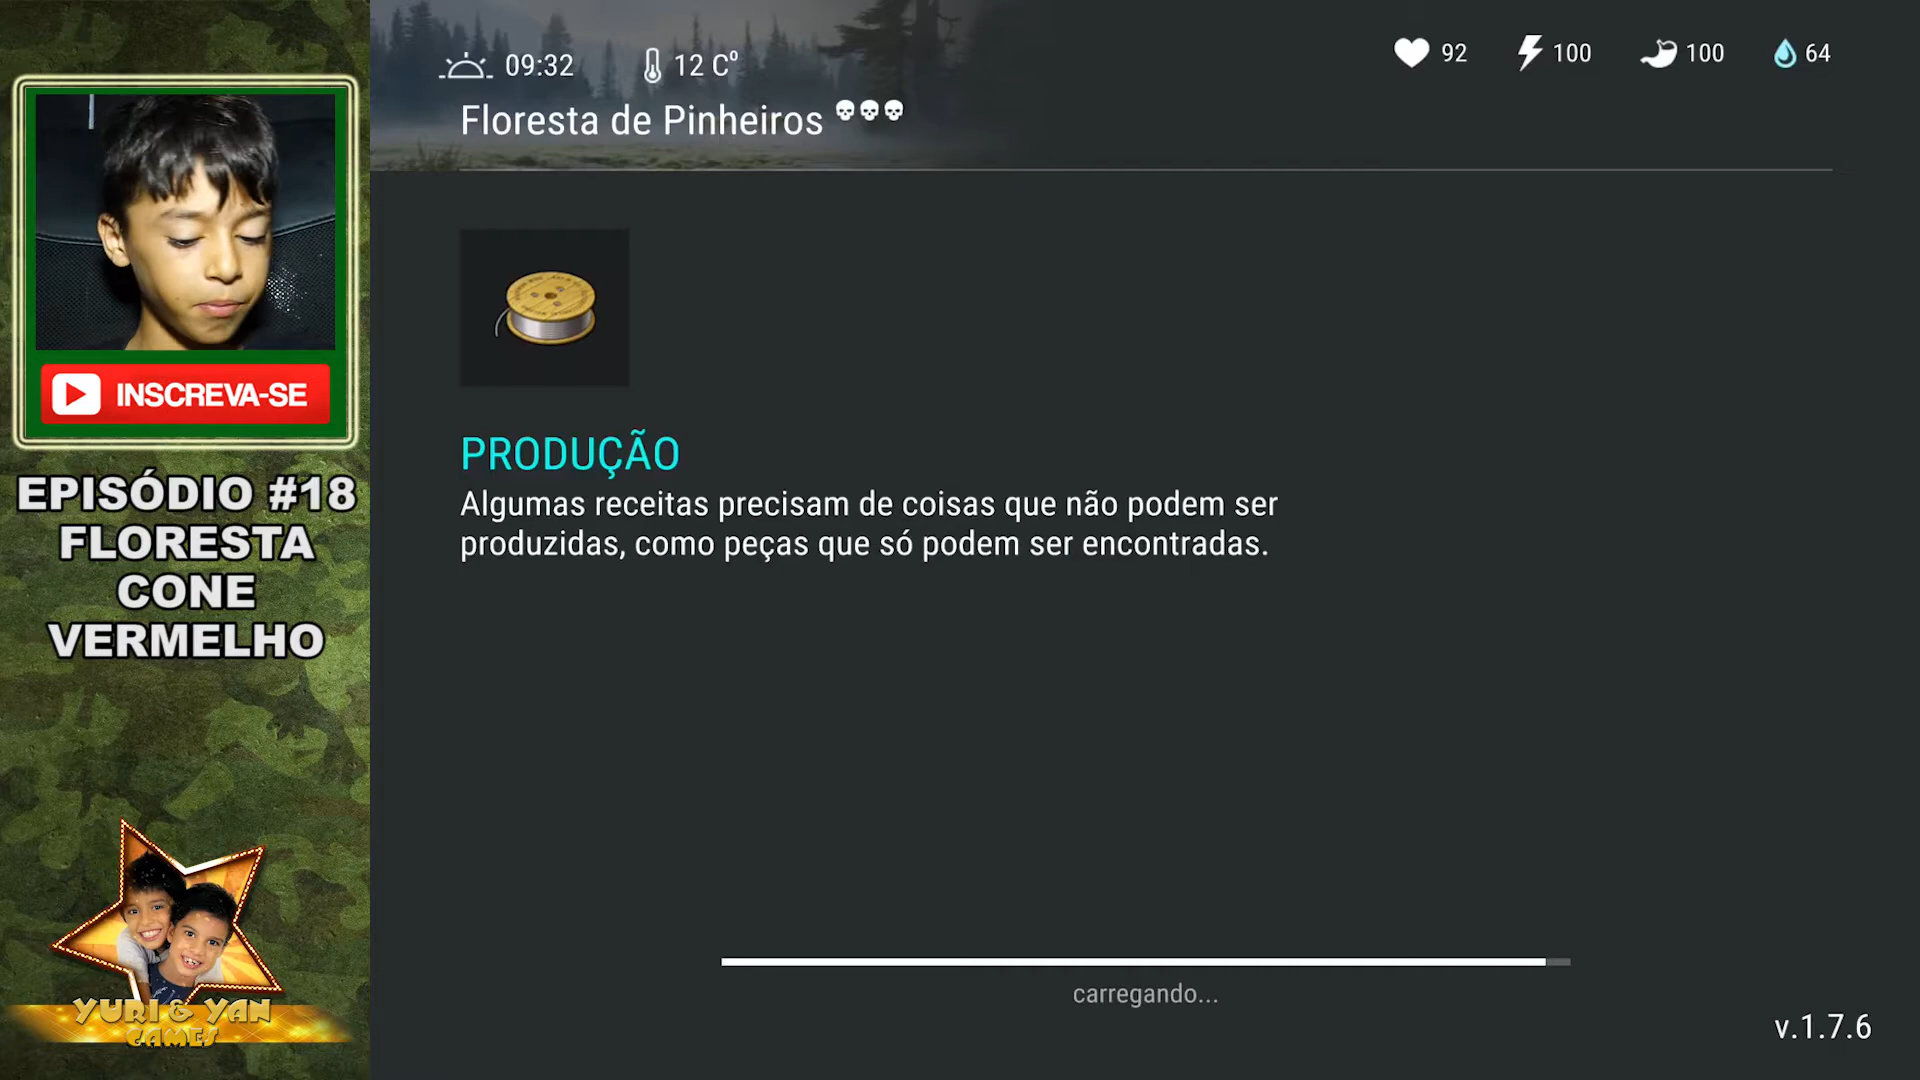 09:32
12 Cº
Floresta de Pinheiros
92
100
100
64
INSCREVA-SE
EPISÓDIO #18
FLORESTA
CONE
VERMELHO
PRODUÇÃO
Algumas receitas precisam de coisas que não podem ser
produzidas, como peças que só podem ser encontradas.
YURI & YAN
GAMES
carregando...
v.1.7.6